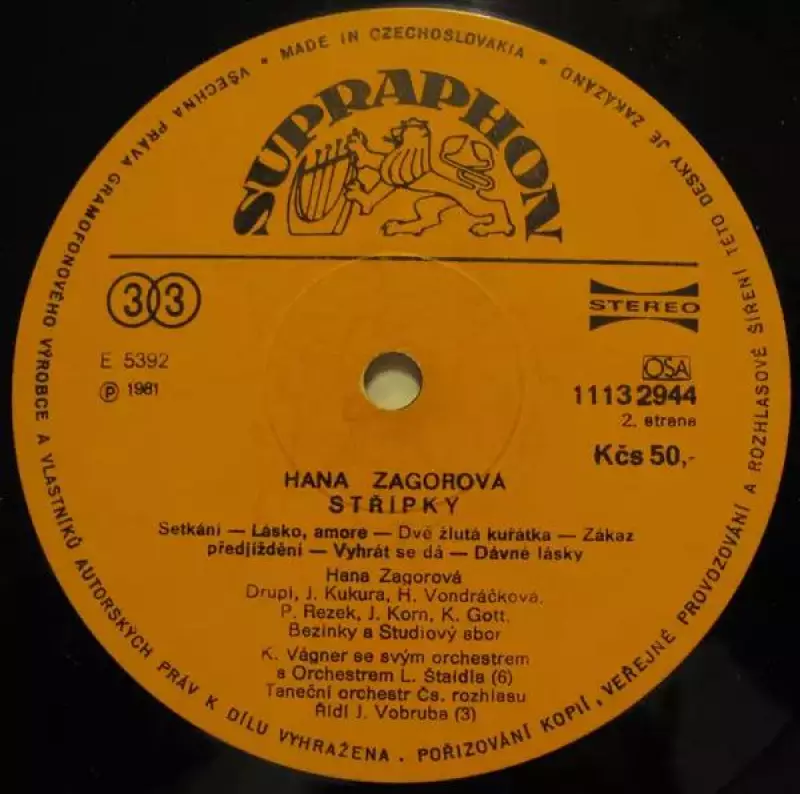 • MADE IN CZECHOSLOVAKIA •
VŠECHNA PRÁVA GRAMOFONOVÉHO VÝROBCE A VLASTNÍKŮ AUTORSKÝCH PRÁV K DÍLU VYHRAŽENA. POŘIZOVÁNÍ KOPIÍ, VEŘEJNÉ PROVOZOVÁNÍ A ROZHLASOVÉ ŠÍŘENÍ TÉTO DESKY JE ZAKÁZÁNO
SUPRAPHON
33
STEREO
E 5392
℗ 1981
OSA
1113 2944
2. strana
Kčs 50,-
HANA ZAGOROVÁ
STŘÍPKY
Setkání — Lásko, amore — Dvě žlutá kuřátka — Zákaz
předjíždění — Vyhrát se dá — Dávné lásky
Hana Zagorová
Drupi, J. Kukura, H. Vondráčková,
P. Rezek, J. Korn, K. Gott.
Bezinky a Studiový sbor
K. Vágner se svým orchestrem
s Orchestrem L. Štaidla (6)
Taneční orchestr Čs. rozhlasu
Řídí J. Vobruba (3)